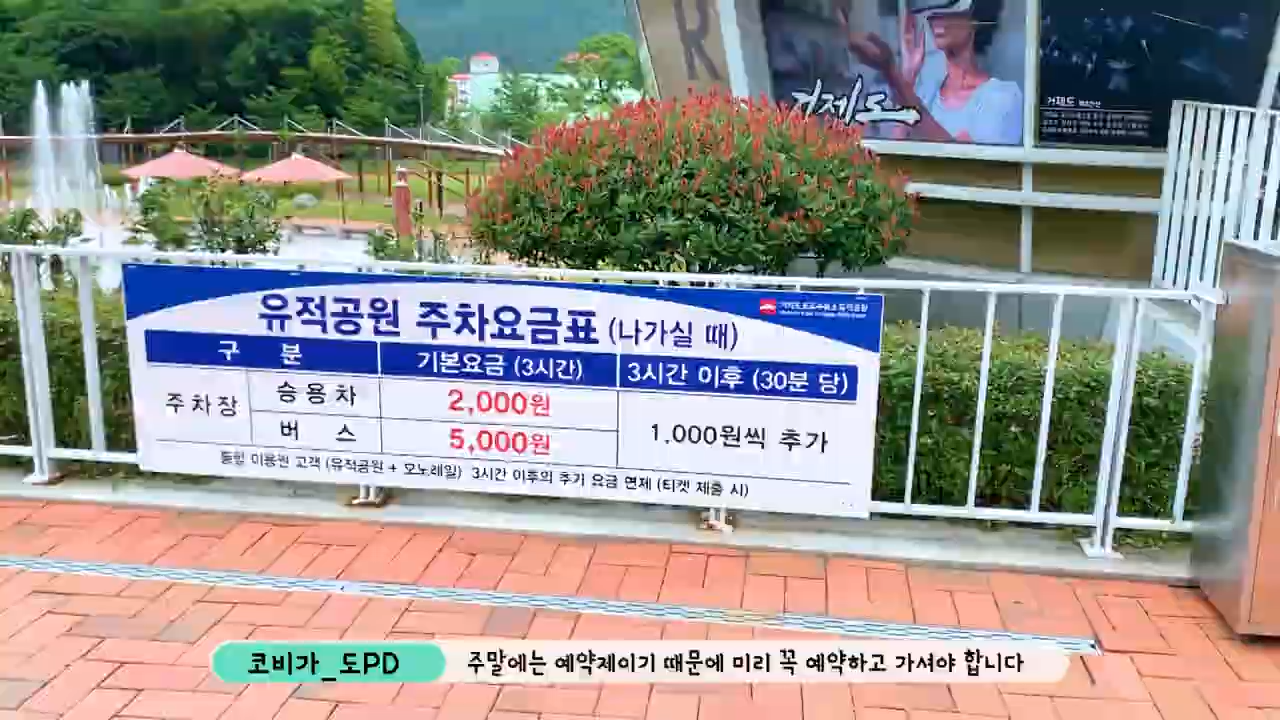 R
거제도
거제도
유적공원 주차요금표 (나가실 때)
구 분 기본요금 (3시간) 3시간 이후 (30분 당)
주차장 승용차 2,000원 1,000원씩 추가
버 스 5,000원
통합 이용권 고객 (유적공원 + 모노레일) 3시간 이후의 추가 요금 면제 (티켓 제출 시)
코비가_도PD 주말에는 예약제이기 때문에 미리 꼭 예약하고 가셔야 합니다